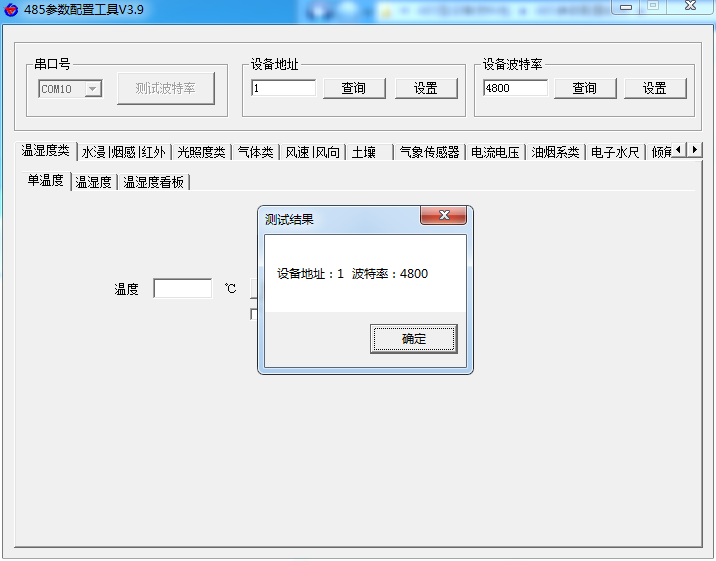 485参数配置工具V3.9
串口号
COM10
测试波特率
设备地址
1
查询
设置
设备波特率
4800
查询
设置
温湿度类
水浸|烟感|红外
光照度类
气体类
风速|风向
土壤
气象传感器
电流电压
油烟系类
电子水尺
单温度
温湿度
温湿度看板
测试结果
设备地址：1 波特率：4800
温度
℃
确定